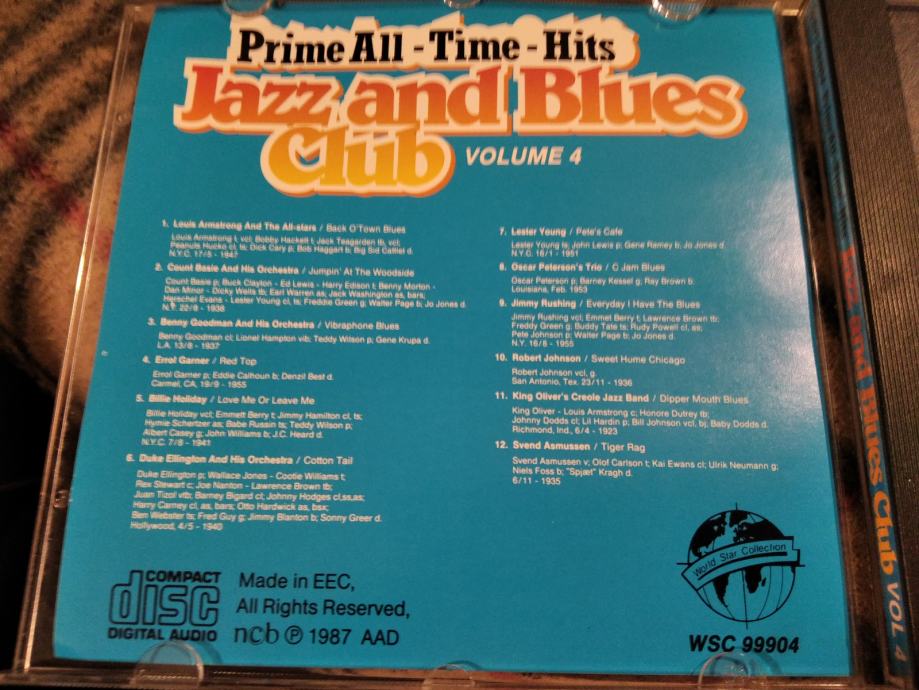 Prime All-Time-Hits
Jazz and Blues
Club VOLUME 4
1. Louis Armstrong And The All-stars / Back O'Town Blues
Louis Armstrong t, vcl; Bobby Hackett t; Jack Teagarden tb, vcl;
Peanuts Hucko cl, ts; Dick Cary p; Bob Haggart b; Big Sid Catlet d.
N.Y.C. 17/5 - 1947
2. Count Basie And His Orchestra / Jumpin' At The Woodside
Count Basie p; Buck Clayton - Ed Lewis - Harry Edison t; Benny Morton -
Dan Minor - Dicky Wells tb; Earl Warren as; Jack Washington as, bars;
Herschel Evans - Lester Young cl, ts; Freddie Green g; Walter Page b; Jo Jones d.
N.Y. 22/8 - 1938
3. Benny Goodman And His Orchestra / Vibraphone Blues
Benny Goodman cl; Lionel Hampton vib; Teddy Wilson p; Gene Krupa d.
L.A. 13/8 - 1937
4. Errol Garner / Red Top
Errol Garner p; Eddie Calhoun b; Denzil Best d.
Carmel, CA, 19/9 - 1955
5. Billie Holiday / Love Me Or Leave Me
Billie Holiday vcl; Emmett Berry t; Jimmy Hamilton cl, ts;
Hymie Schertzer as; Babe Russin ts; Teddy Wilson p;
Albert Casey g; John Williams b; J.C. Heard d.
N.Y.C. 7/8 - 1941
6. Duke Ellington And His Orchestra / Cotton Tail
Duke Ellington p; Wallace Jones - Cootie Williams t;
Rex Stewart c; Joe Nanton - Lawrence Brown tb;
Juan Tizol vtb; Barney Bigard cl; Johnny Hodges cl,ss,as;
Harry Carney cl, as, bars; Otto Hardwick as, bsx;
Ben Webster ts; Fred Guy g; Jimmy Blanton b; Sonny Greer d.
Hollywood, 4/5 - 1940
7. Lester Young / Pete's Cafe
Lester Young ts; John Lewis p; Gene Ramey b; Jo Jones d.
N.Y.C. 16/1 - 1951
8. Oscar Peterson's Trio / C Jam Blues
Oscar Peterson p; Barney Kessel g; Ray Brown b;
Louisiana, Feb. 1953
9. Jimmy Rushing / Everyday I Have The Blues
Jimmy Rushing vcl; Emmet Berry t; Lawrence Brown tb;
Freddy Green g; Buddy Tate ts; Rudy Powell cl, as;
Pete Johnson p; Walter Page b; Jo Jones d.
N.Y. 16/8 - 1955
10. Robert Johnson / Sweet Hume Chicago
Robert Johnson vcl, g.
San Antonio, Tex. 23/11 - 1936
11. King Oliver's Creole Jazz Band / Dipper Mouth Blues
King Oliver - Louis Armstrong c; Honore Dutrey tb;
Johnny Dodds cl; Lil Hardin p; Bill Johnson vcl, bj; Baby Dodds d.
Richmond, Ind., 6/4 - 1923
12. Svend Asmussen / Tiger Rag
Svend Asmussen v; Olof Carlson t; Kai Ewans cl; Ulrik Neumann g;
Niels Foss b; "Spjæt" Kragh d.
6/11 - 1935
World Star Collection
COMPACT
disc
DIGITAL AUDIO
Made in EEC,
All Rights Reserved,
ncb ℗ 1987 AAD
WSC 99904
and Blues Club VOL 4